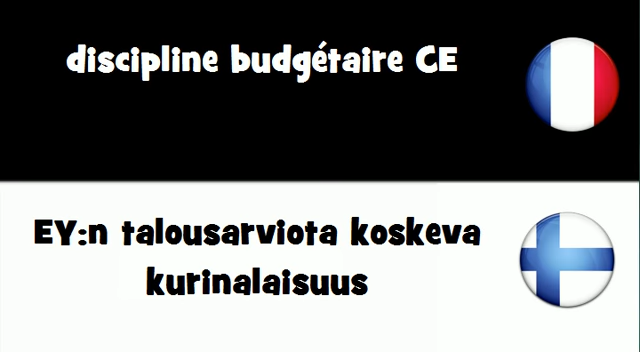 discipline budgétaire CE
EY:n talousarviota koskeva
kurinalaisuus